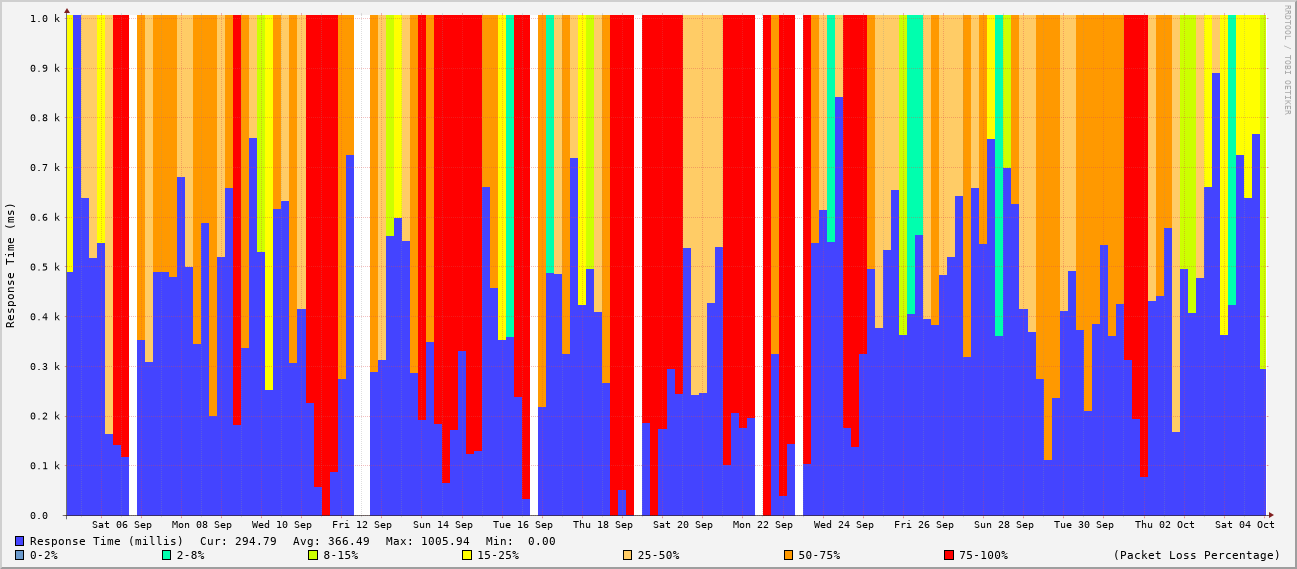 RRDTOOL / TOBI OETIKER
Response Time (ms)
1.0 k
0.9 k
0.8 k
0.7 k
0.6 k
0.5 k
0.4 k
0.3 k
0.2 k
0.1 k
0.0
Sat 06 Sep Mon 08 Sep Wed 10 Sep Fri 12 Sep Sun 14 Sep Tue 16 Sep Thu 18 Sep Sat 20 Sep Mon 22 Sep Wed 24 Sep Fri 26 Sep Sun 28 Sep Tue 30 Sep Thu 02 Oct Sat 04 Oct
Response Time (millis) Cur: 294.79 Avg: 366.49 Max: 1005.94 Min: 0.00
0-2% 2-8% 8-15% 15-25% 25-50% 50-75% 75-100% (Packet Loss Percentage)